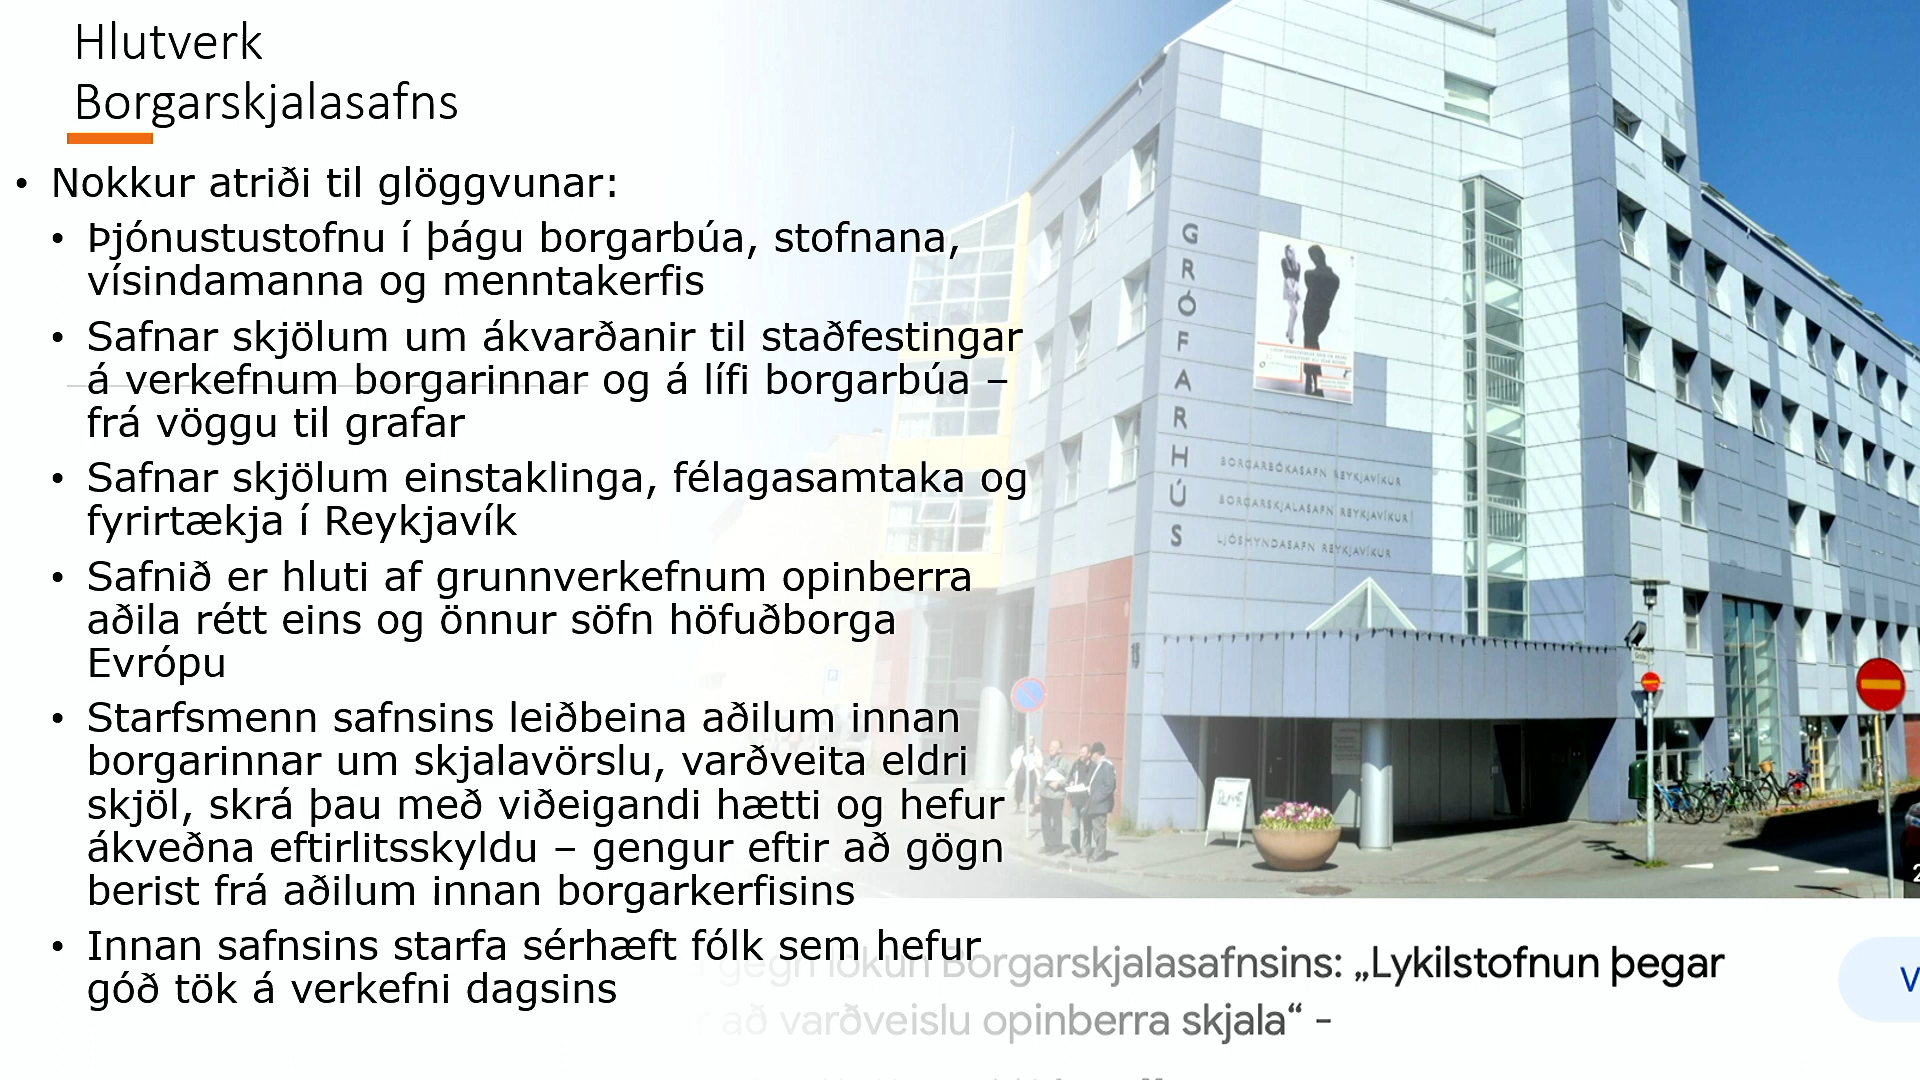 Hlutverk
Borgarskjalasafns
• Nokkur atriði til glöggvunar:
• Þjónustustofnu í þágu borgarbúa, stofnana,
vísindamanna og menntakerfis
• Safnar skjölum um ákvarðanir til staðfestingar
á verkefnum borgarinnar og á lífi borgarbúa –
frá vöggu til grafar
• Safnar skjölum einstaklinga, félagasamtaka og
fyrirtækja í Reykjavík
• Safnið er hluti af grunnverkefnum opinberra
aðila rétt eins og önnur söfn höfuðborga
Evrópu
• Starfsmenn safnsins leiðbeina aðilum innan
borgarinnar um skjalavörslu, varðveita eldri
skjöl, skrá þau með viðeigandi hætti og hefur
ákveðna eftirlitsskyldu – gengur eftir að gögn
berist frá aðilum innan borgarkerfisins
• Innan safnsins starfa sérhæft fólk sem hefur
góð tök á verkefni dagsins
GRÓFARHÚS
BORGARBÓKASAFN REYKJAVÍKUR
BORGARSKJALASAFN REYKJAVÍKUR
LJÓSMYNDASAFN REYKJAVÍKUR
15
gegn lokun Borgarskjalasafnsins: „Lykilstofnun þegar
að varðveislu opinberra skjala“ -